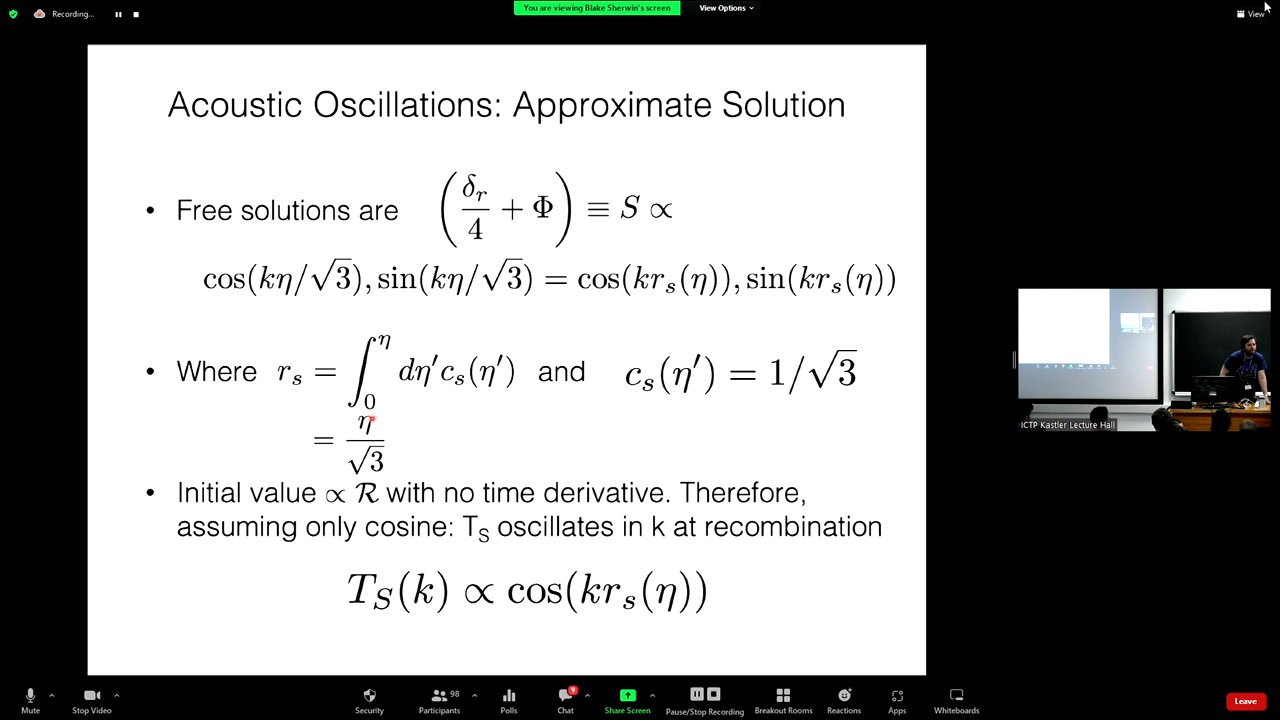 Recording...
You are viewing Blake Sherwin's screen
View Options
View
Acoustic Oscillations: Approximate Solution
• Free solutions are (δ_r/4 + Φ) ≡ S ∝
cos(kη/√3), sin(kη/√3) = cos(kr_s(η)), sin(kr_s(η))
• Where r_s = ∫_0^η dη′c_s(η′) and c_s(η′) = 1/√3
= η/√3
• Initial value ∝ ℛ with no time derivative. Therefore,
assuming only cosine: T_S oscillates in k at recombination
T_S(k) ∝ cos(kr_s(η))
ICTP Kastler Lecture Hall
Mute
Stop Video
Security
98
Participants
Polls
9
Chat
Share Screen
Pause/Stop Recording
Breakout Rooms
Reactions
Apps
Whiteboards
Leave